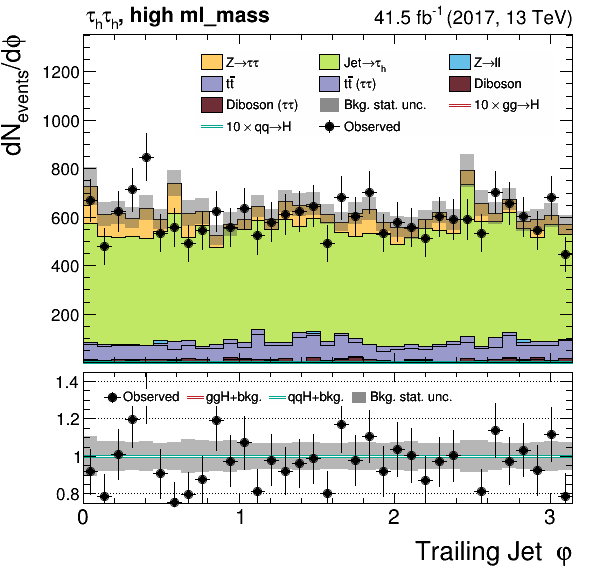 τhτh, high ml_mass 41.5 fb⁻¹ (2017, 13 TeV)
dNevents/dϕ
Z→ττ Jet→τh Z→ll
tt̄ tt̄ (ττ) Diboson
Diboson (ττ) Bkg. stat. unc. 10 × gg→H
10 × qq→H Observed
1200
1000
800
600
400
200
Observed ggH+bkg. qqH+bkg. Bkg. stat. unc.
1.4
1.2
1
0.8
0 1 2 3
Trailing Jet φ